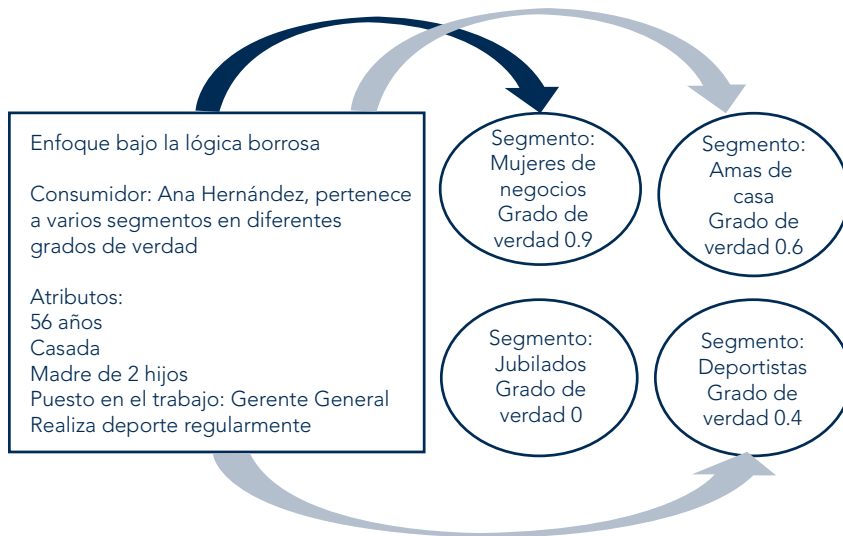 Enfoque bajo la lógica borrosa
Consumidor: Ana Hernández, pertenece
a varios segmentos en diferentes
grados de verdad
Atributos:
56 años
Casada
Madre de 2 hijos
Puesto en el trabajo: Gerente General
Realiza deporte regularmente
Segmento:
Mujeres de
negocios
Grado de
verdad 0.9
Segmento:
Amas de
casa
Grado de
verdad 0.6
Segmento:
Jubilados
Grado de
verdad 0
Segmento:
Deportistas
Grado de
verdad 0.4